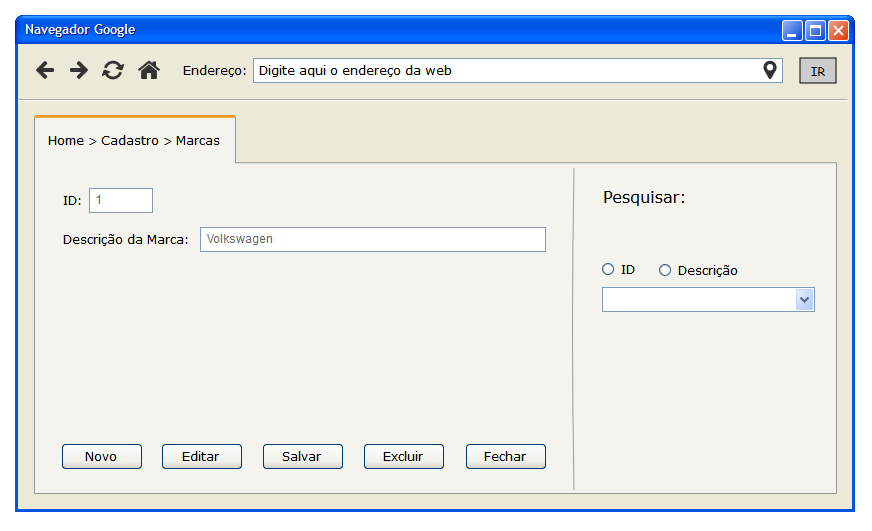 Navegador Google
Endereço: Digite aqui o endereço da web IR
Home > Cadastro > Marcas
ID: 1
Descrição da Marca: Volkswagen
Novo Editar Salvar Excluir Fechar
Pesquisar:
ID Descrição